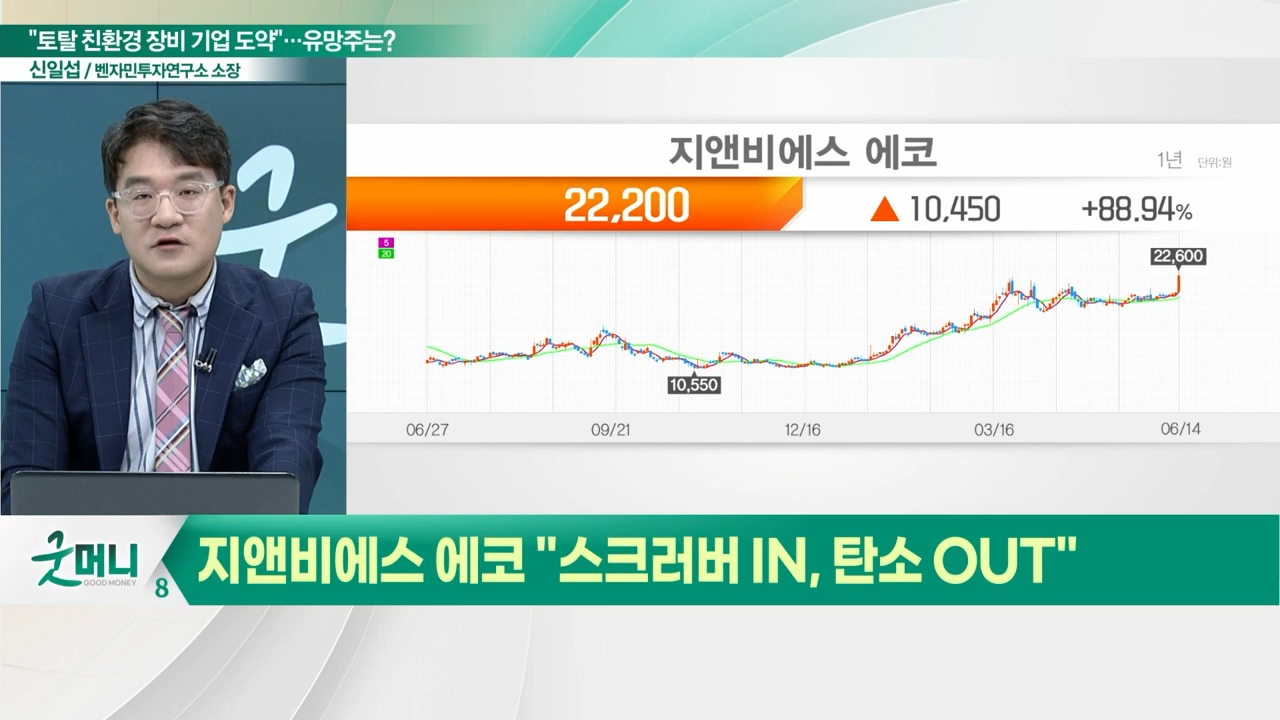 "토탈 친환경 장비 기업 도약"…유망주는?
신일섭 / 벤자민투자연구소 소장
굿
지앤비에스 에코
1년 단위:원
22,200 ▲ 10,450 +88.94%
5
20
22,600
10,550
06/27 09/21 12/16 03/16 06/14
굿머니
GOOD MONEY
8
지앤비에스 에코 "스크러버 IN, 탄소 OUT"